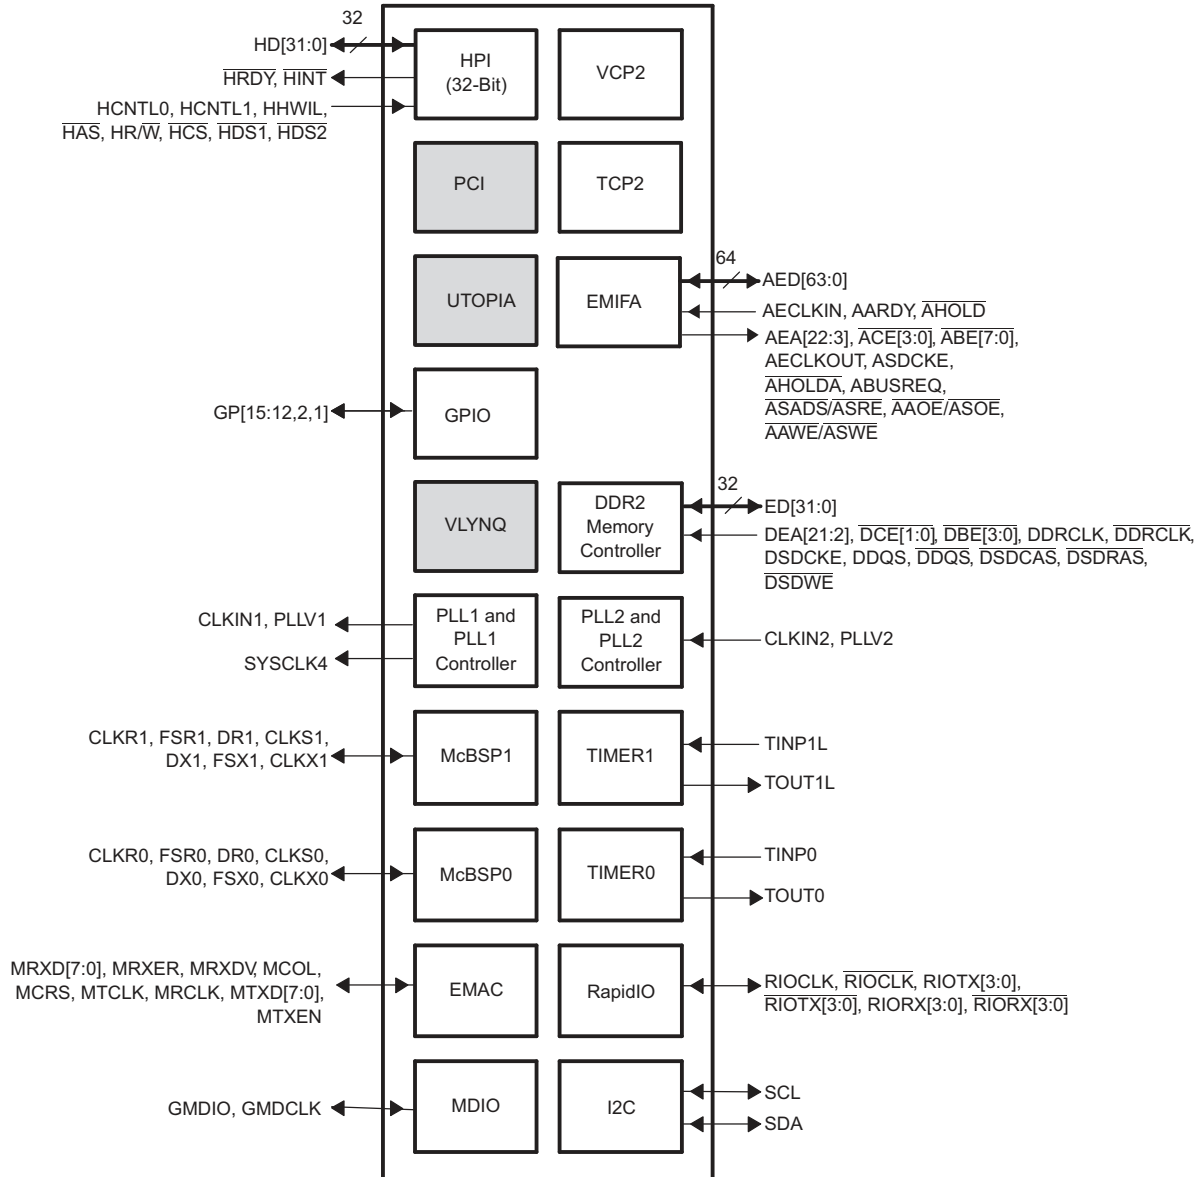 32
HD[31:0]
HRDY, HINT
HCNTL0, HCNTL1, HHWIL,
HAS, HR/W, HCS, HDS1, HDS2
HPI
(32-Bit)
VCP2
PCI
TCP2
UTOPIA
EMIFA
64
AED[63:0]
AECLKIN, AARDY, AHOLD
AEA[22:3], ACE[3:0], ABE[7:0],
AECLKOUT, ASDCKE,
AHOLDA, ABUSREQ,
ASADS/ASRE, AAOE/ASOE,
AAWE/ASWE
GP[15:12,2,1]
GPIO
VLYNQ
DDR2
Memory
Controller
32
ED[31:0]
DEA[21:2], DCE[1:0], DBE[3:0], DDRCLK, DDRCLK,
DSDCKE, DDQS, DDQS, DSDCAS, DSDRAS,
DSDWE
CLKIN1, PLLV1
SYSCLK4
PLL1 and
PLL1
Controller
PLL2 and
PLL2
Controller
CLKIN2, PLLV2
CLKR1, FSR1, DR1, CLKS1,
DX1, FSX1, CLKX1
McBSP1
TIMER1
TINP1L
TOUT1L
CLKR0, FSR0, DR0, CLKS0,
DX0, FSX0, CLKX0
McBSP0
TIMER0
TINP0
TOUT0
MRXD[7:0], MRXER, MRXDV, MCOL,
MCRS, MTCLK, MRCLK, MTXD[7:0],
MTXEN
EMAC
RapidIO
RIOCLK, RIOCLK, RIOTX[3:0],
RIOTX[3:0], RIORX[3:0], RIORX[3:0]
GMDIO, GMDCLK
MDIO
I2C
SCL
SDA